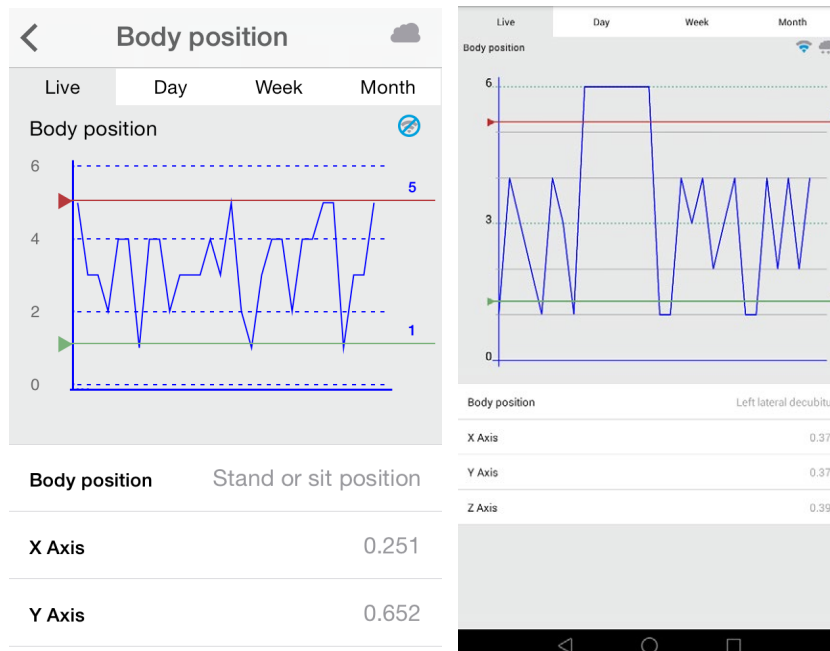 Body position
Live Day Week Month
Body position
6
5
4
2
1
0
Body position Stand or sit position
X Axis 0.251
Y Axis 0.652
Live Day Week Month
Body position
6
3
0
Body position Left lateral decubitu
X Axis 0.37
Y Axis 0.37
Z Axis 0.39